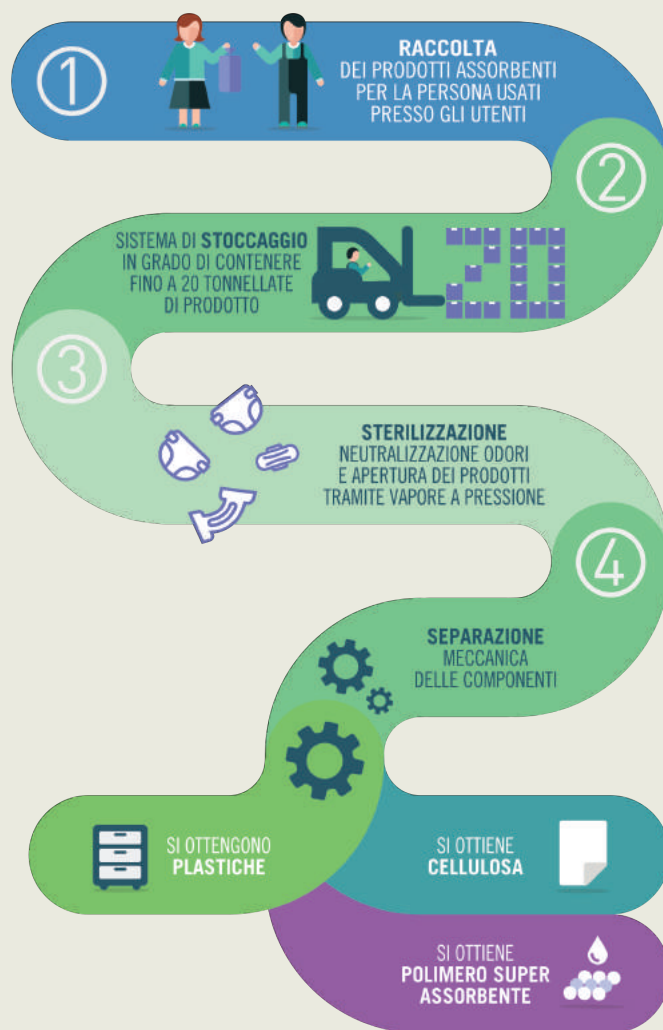 1
RACCOLTA
DEI PRODOTTI ASSORBENTI
PER LA PERSONA USATI
PRESSO GLI UTENTI
2
SISTEMA DI STOCCAGGIO
IN GRADO DI CONTENERE
FINO A 20 TONNELLATE
DI PRODOTTO
20
3
STERILIZZAZIONE
NEUTRALIZZAZIONE ODORI
E APERTURA DEI PRODOTTI
TRAMITE VAPORE A PRESSIONE
4
SEPARAZIONE
MECCANICA
DELLE COMPONENTI
SI OTTENGONO
PLASTICHE
SI OTTIENE
CELLULOSA
SI OTTIENE
POLIMERO SUPER
ASSORBENTE